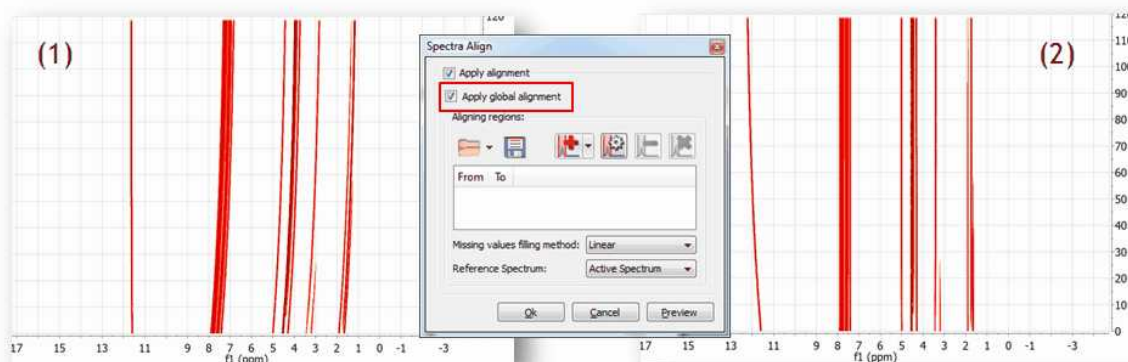 (1)
120
Spectra Align
Apply alignment
Apply global alignment
Aligning regions:
From To
Missing values filling method: Linear
Reference Spectrum: Active Spectrum
Ok Cancel Preview
17 15 13 11 9 8 7 6 5 4 3 2 1 0 -1 -3
f1 (ppm)
(2)
120
110
100
90
80
70
60
50
40
30
20
10
0
17 15 13 11 9 8 7 6 5 4 3 2 1 0 -1 -3
f1 (ppm)